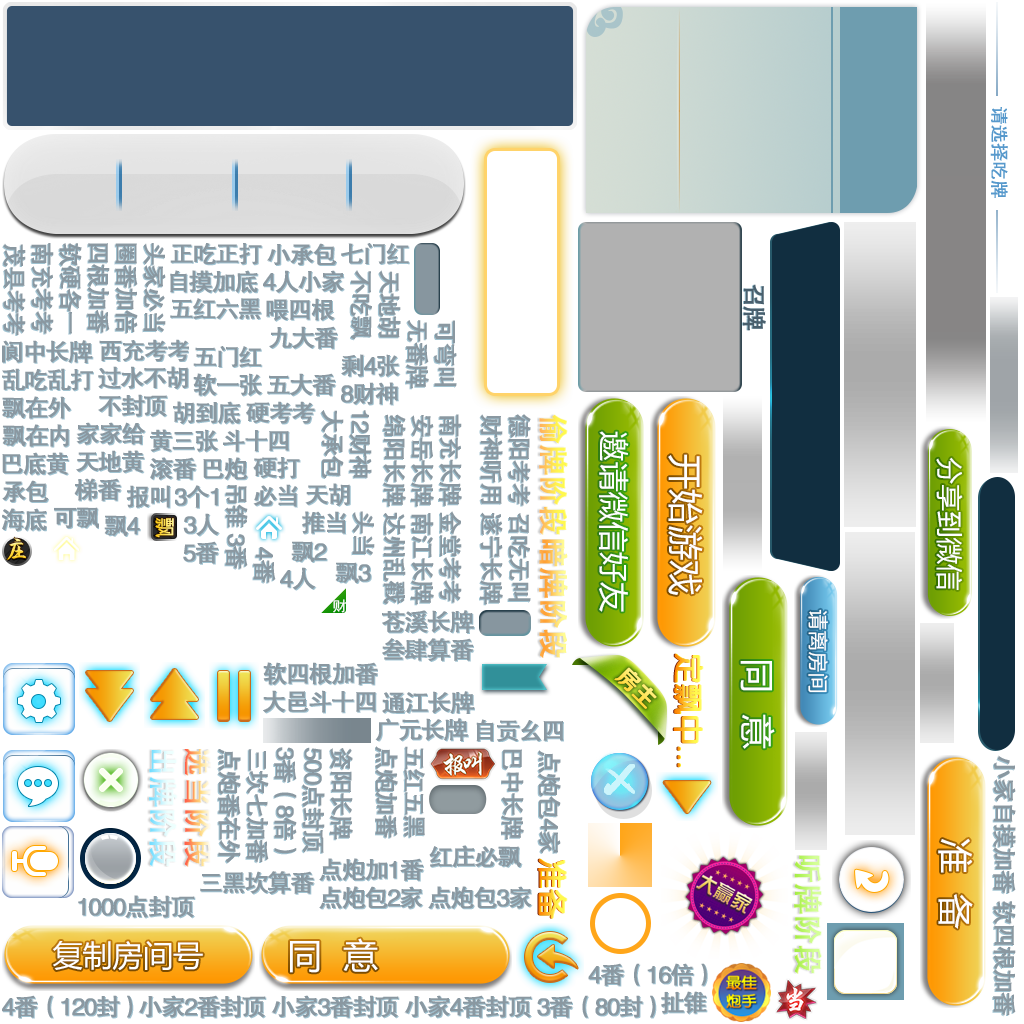 请选择吃牌
正吃正打 小承包 七门红
自摸加底 4人小家
五红六黑 喂四根
九大番
茂县考考
南充考考
软硬各一
四根加番
圈番加倍
头家必当
不吃飘
天地胡
无番牌
可弯叫
召牌
阆中长牌 西充考考 五门红 剩4张
乱吃乱打 过水不胡 软一张 五大番 8财神
飘在外 不封顶 胡到底 硬考考
飘在内 家家给 黄三张 斗十四
巴底黄 天地黄 滚番 巴炮 硬打
承包 梯番 报叫 3个1 必当 天胡
海底 可飘 飘4 飘 3人 推当
庄
5番 飘2
4人 飘3
吊维
3番
4番
头当
大承包
12财神
财
绵阳长牌
安岳长牌
南充长牌
达州乱戳
南江长牌
金堂考考
财神听用
德阳考考
遂宁长牌
召吃无叫
偷牌阶段
暗牌阶段
苍溪长牌
叁肆算番
邀请微信好友
开始游戏
分享到微信
请离房间
同意
房主
定飘中...
软四根加番
大邑斗十四 通江长牌
广元长牌 自贡幺四
出牌阶段
选当阶段
点炮番在外
三坎七加番
3番（8倍）
500点封顶
资阳长牌
点炮加番
五红五黑
报叫
巴中长牌
点炮包4家
红庄必飘
三黑坎算番 点炮加1番
点炮包2家 点炮包3家
1000点封顶
准备
大赢家
听牌阶段
准备
小家自摸加番
软四根加番
复制房间号
同意
4番（16倍）
扯锥
最佳炮手
当
4番（120封）小家2番封顶 小家3番封顶 小家4番封顶 3番（80封）